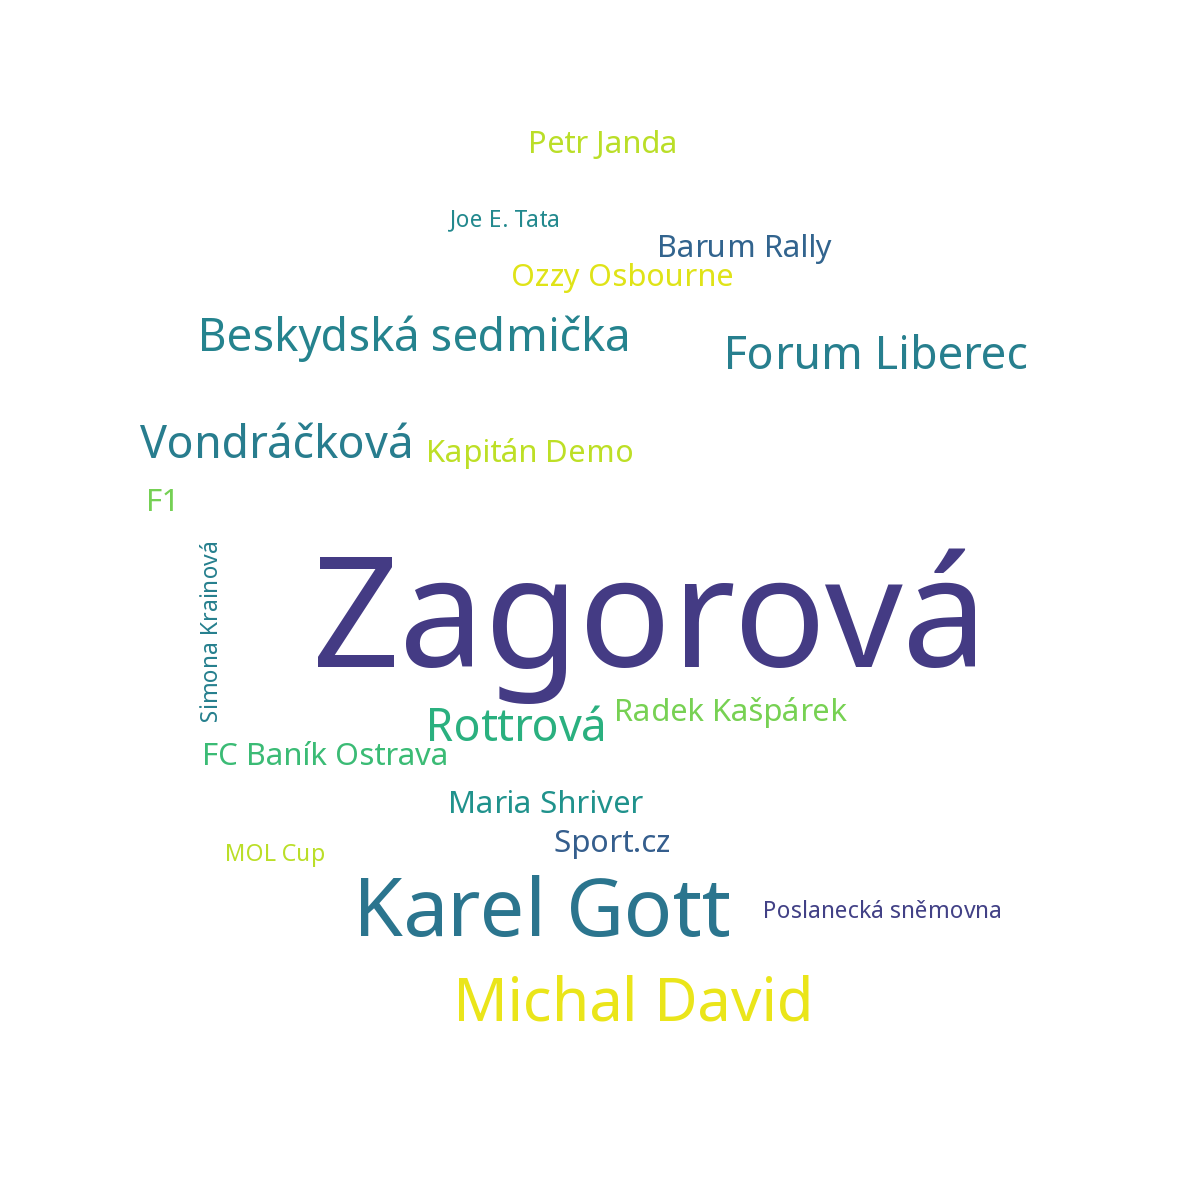 Petr Janda
Joe E. Tata
Barum Rally
Ozzy Osbourne
Beskydská sedmička
Forum Liberec
Vondráčková
Kapitán Demo
F1
Simona Krainová
Zagorová
Rottrová
Radek Kašpárek
FC Baník Ostrava
Maria Shriver
Sport.cz
MOL Cup
Karel Gott
Poslanecká sněmovna
Michal David